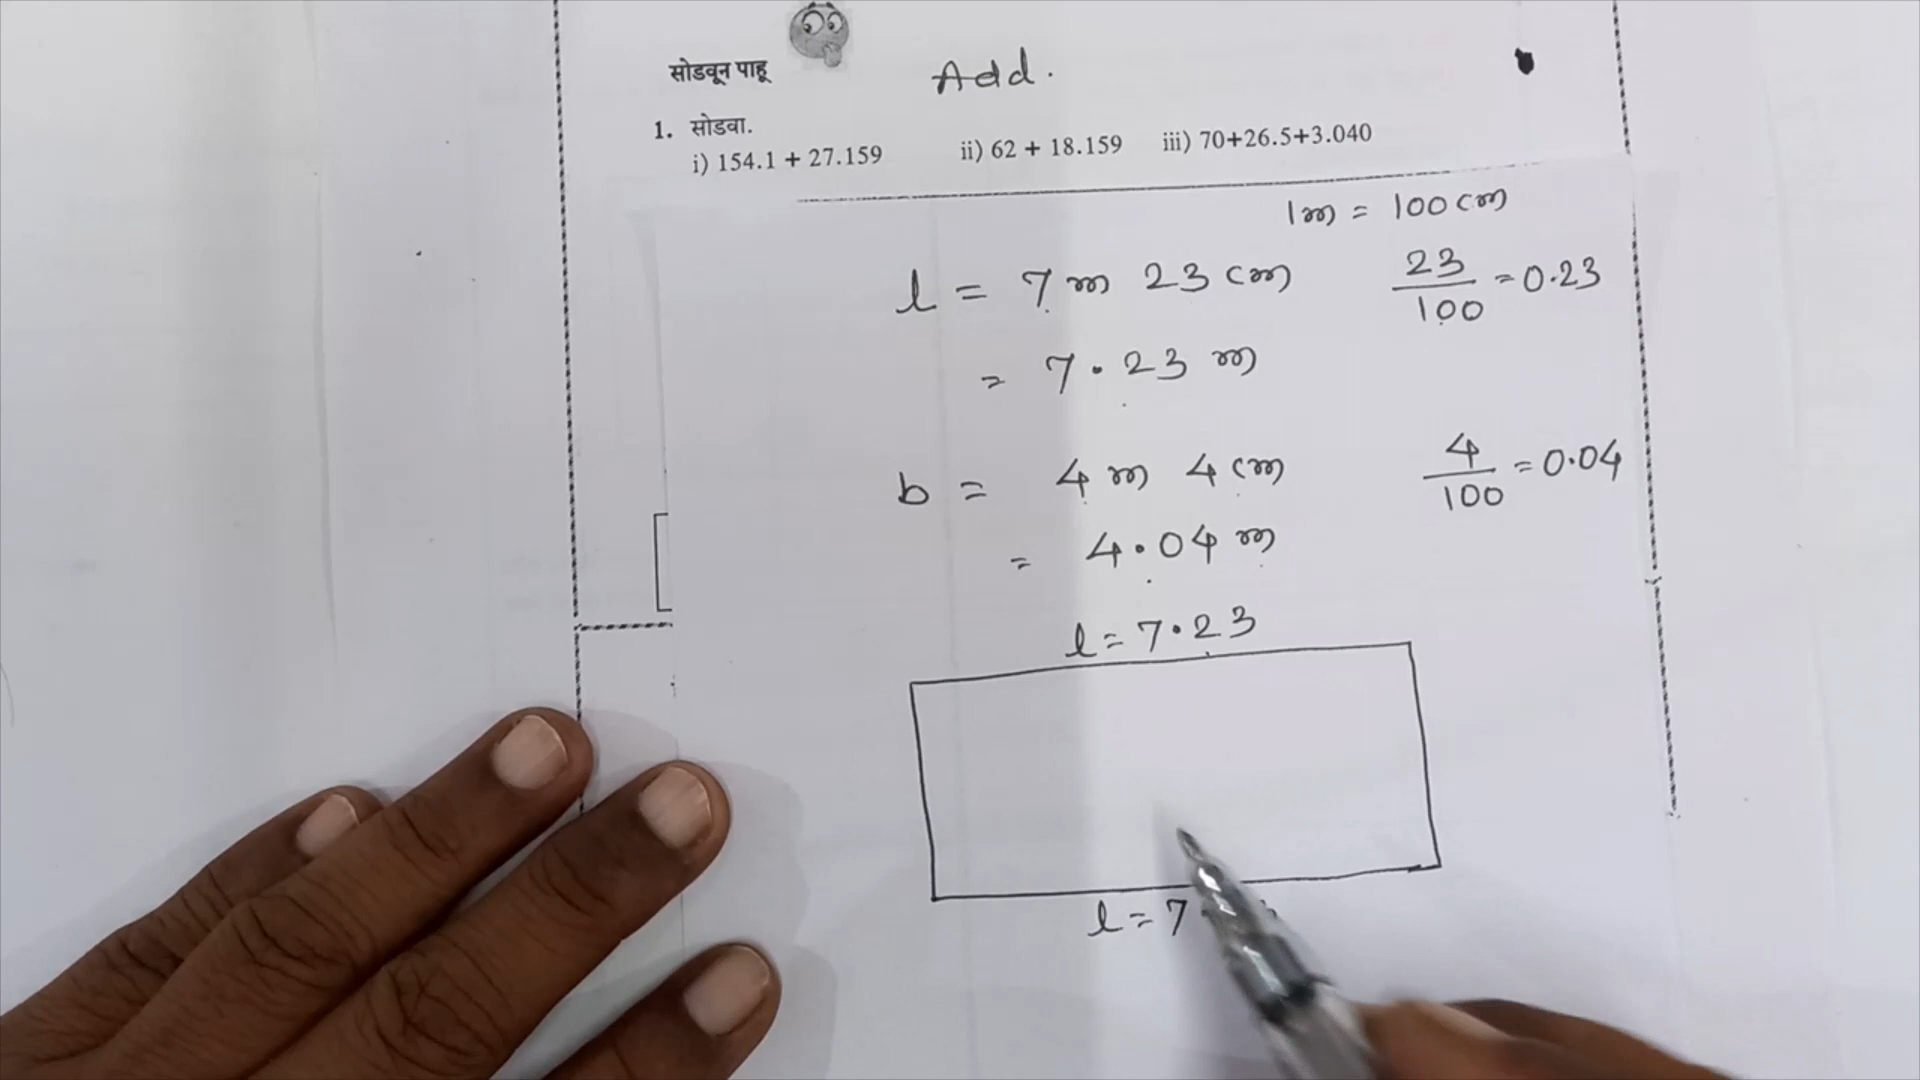 सोडवून पाहू
Add.
1. सोडवा.
i) 154.1 + 27.159 ii) 62 + 18.159 iii) 70+26.5+3.040
1m = 100cm
l = 7m 23cm
23/100 = 0.23
= 7.23m
b = 4m 4cm
4/100 = 0.04
= 4.04m
l = 7.23
l = 7